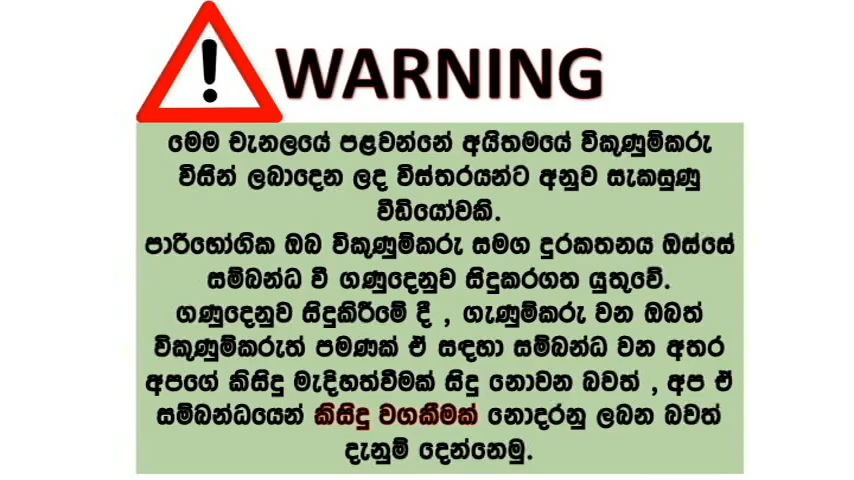 WARNING
මෙම චැනලයේ පළවන්නේ අයිතමයේ විකුණුම්කරු
විසින් ලබාදෙන ලද විස්තරයන්ට අනුව සැකසුණු
වීඩියෝවකි.
පාරිභෝගික ඔබ විකුණුම්කරු සමග දුරකතනය ඔස්සේ
සම්බන්ධ වී ගණුදෙනුව සිදුකරගත යුතුවේ.
ගණුදෙනුව සිදුකිරීමේ දී , ගැණුම්කරු වන ඔබත්
විකුණුම්කරුත් පමණක් ඒ සඳහා සම්බන්ධ වන අතර
අපගේ කිසිදු මැදිහත්වීමක් සිදු නොවන බවත් , අප ඒ
සම්බන්ධයෙන් කිසිදු වගකීමක් නොදරනු ලබන බවත්
දැනුම් දෙන්නෙමු.